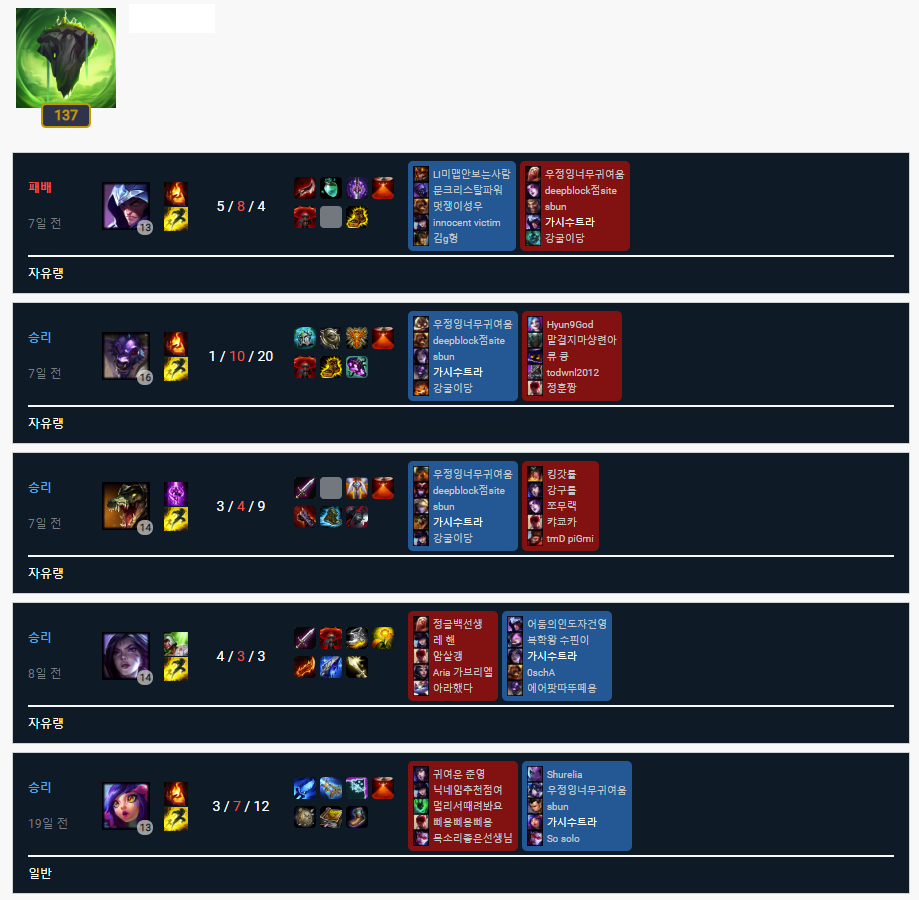 137
패배
7일 전
13
5 / 8 / 4
LI미맵안보는사람
문크리스탈파워
멋쟁이성우
innocent victim
김g형
우정잉너무귀여움
deepblock점site
sbun
가시수트라
강굴이당
자유랭
승리
7일 전
16
1 / 10 / 20
우정잉너무귀여움
deepblock점site
sbun
가시수트라
강굴이당
Hyun9God
말걸지마샹련아
뮤 큥
todwnl2012
정훈짱
자유랭
승리
7일 전
14
3 / 4 / 9
우정잉너무귀여움
deepblock점site
sbun
가시수트라
강굴이당
킹갓률
강구률
쪼무랙
캬쿄캬
tmD piGmi
자유랭
승리
8일 전
14
4 / 3 / 3
정글백선생
레 핸
암살갱
Aria 가브리엘
아라했다
어둠의인도자건영
북학왕 수핀이
가시수트라
0schA
에어팟따뚜떼용
자유랭
승리
19일 전
13
3 / 7 / 12
귀여운 준영
닉네임추천점여
멀리서때려봐요
삐용삐용삐용
목소리좋은선생님
Shurelia
우정잉너무귀여움
sbun
가시수트라
So solo
일반